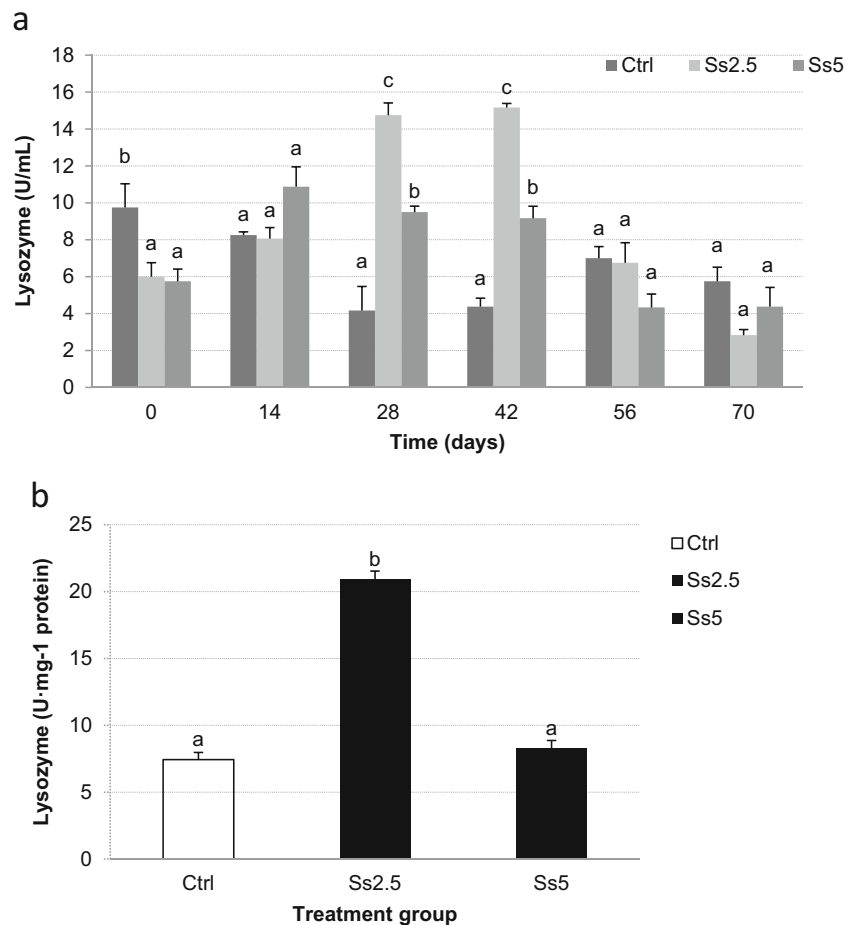 a
18
16
14
12
10
8
6
4
2
0
Lysozyme (U/mL)
Ctrl Ss2.5 Ss5
b a a
a a a
a c b
a c b
a a a
a a a
0 14 28 42 56 70
Time (days)
b
25
20
15
10
5
0
Lysozyme (U·mg-1 protein)
a b a
Ctrl Ss2.5 Ss5
Treatment group
Ctrl
Ss2.5
Ss5